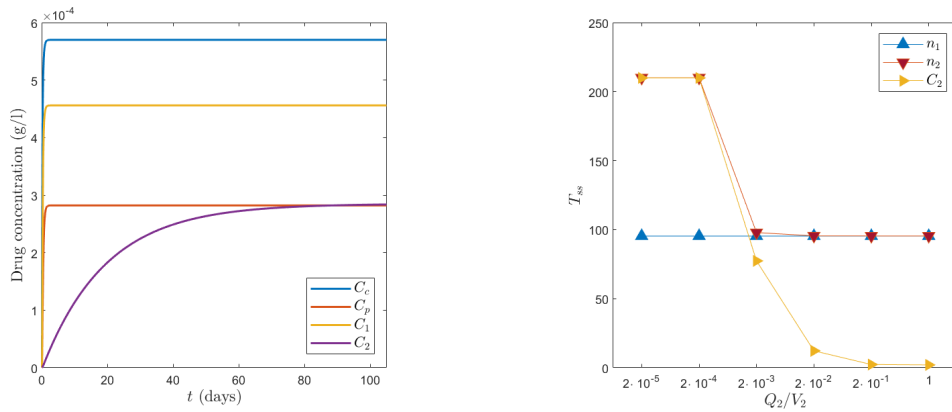 ×10⁻⁴
6
5
4
3
2
1
0
Drug concentration (g/l)
0 20 40 60 80 100
t (days)
C_c
C_p
C_1
C_2
250
200
150
100
50
0
T_ss
2·10⁻⁵ 2·10⁻⁴ 2·10⁻³ 2·10⁻² 2·10⁻¹ 1
Q_2/V_2
n_1
n_2
C_2